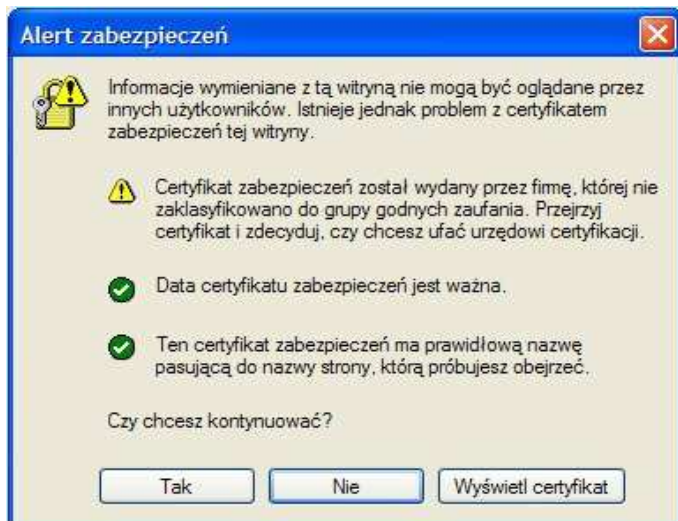 Alert zabezpieczeń
Informacje wymieniane z tą witryną nie mogą być oglądane przez
innych użytkowników. Istnieje jednak problem z certyfikatem
zabezpieczeń tej witryny.
Certyfikat zabezpieczeń został wydany przez firmę, której nie
zaklasyfikowano do grupy godnych zaufania. Przejrzyj
certyfikat i zdecyduj, czy chcesz ufać urzędowi certyfikacji.
Data certyfikatu zabezpieczeń jest ważna.
Ten certyfikat zabezpieczeń ma prawidłową nazwę
pasującą do nazwy strony, którą próbujesz obejrzeć.
Czy chcesz kontynuować?
Tak Nie Wyświetl certyfikat